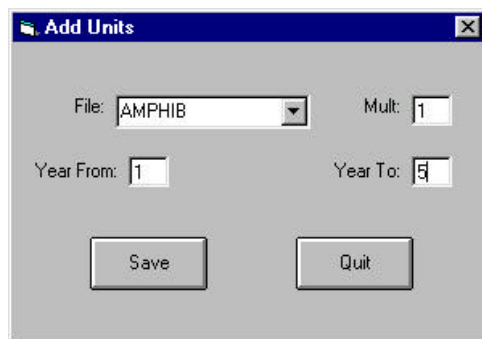 Add Units
File: AMPHIB Mult: 1
Year From: 1 Year To: 5
Save Quit